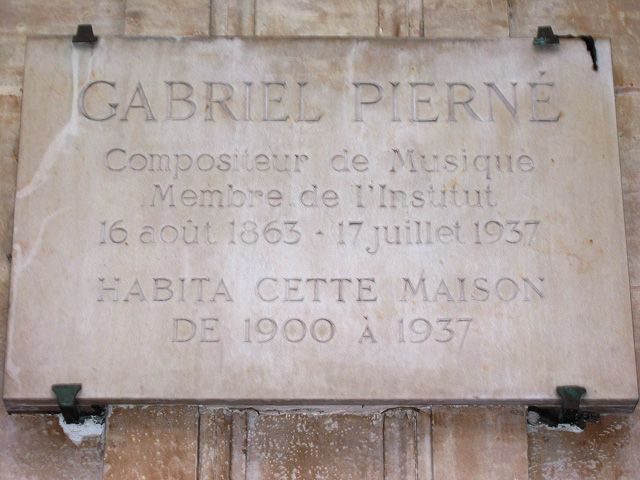 GABRIEL PIERNÉ
Compositeur de Musique
Membre de l'Institut
16 août 1863 - 17 juillet 1937
HABITA CETTE MAISON
DE 1900 À 1937